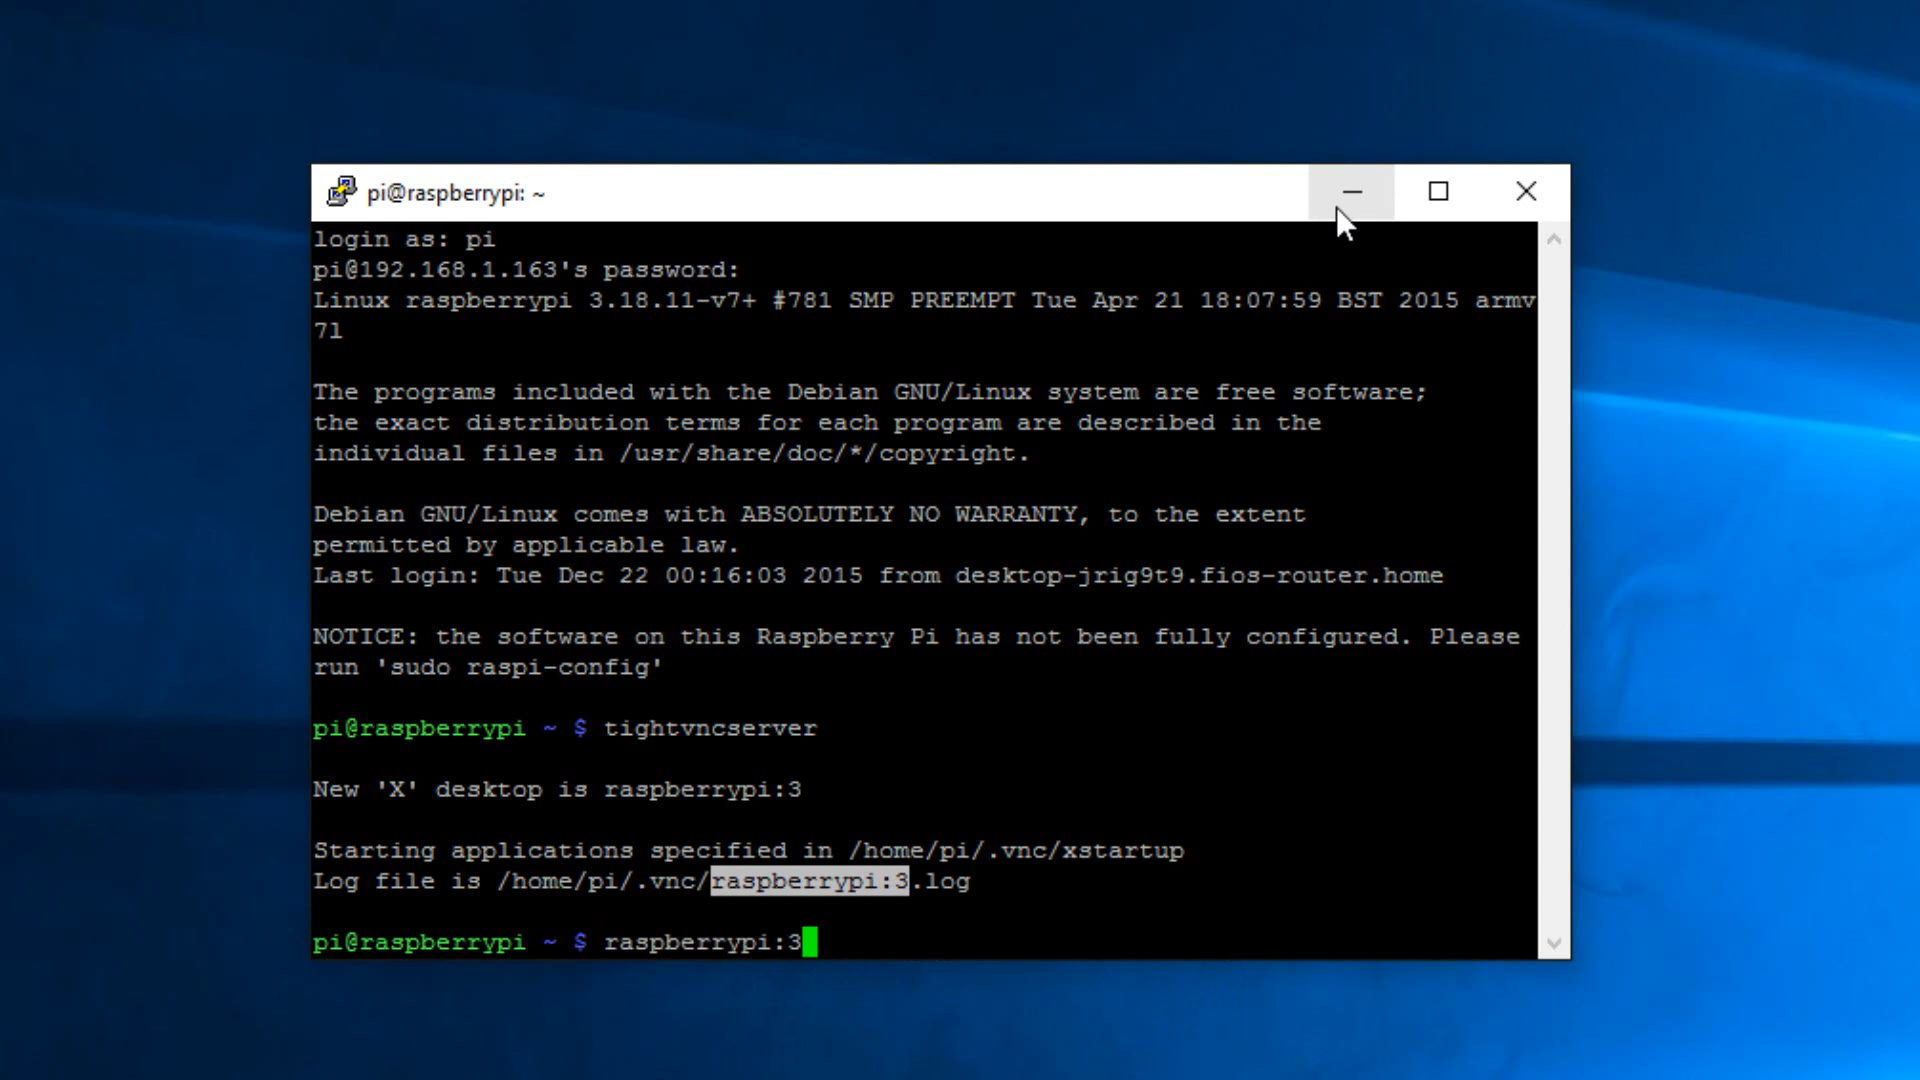 pi@raspberrypi: ~
login as: pi
pi@192.168.1.163's password:
Linux raspberrypi 3.18.11-v7+ #781 SMP PREEMPT Tue Apr 21 18:07:59 BST 2015 armv
7l
The programs included with the Debian GNU/Linux system are free software;
the exact distribution terms for each program are described in the
individual files in /usr/share/doc/*/copyright.
Debian GNU/Linux comes with ABSOLUTELY NO WARRANTY, to the extent
permitted by applicable law.
Last login: Tue Dec 22 00:16:03 2015 from desktop-jrig9t9.fios-router.home
NOTICE: the software on this Raspberry Pi has not been fully configured. Please
run 'sudo raspi-config'
pi@raspberrypi ~ $ tightvncserver
New 'X' desktop is raspberrypi:3
Starting applications specified in /home/pi/.vnc/xstartup
Log file is /home/pi/.vnc/raspberrypi:3.log
pi@raspberrypi ~ $ raspberrypi:3